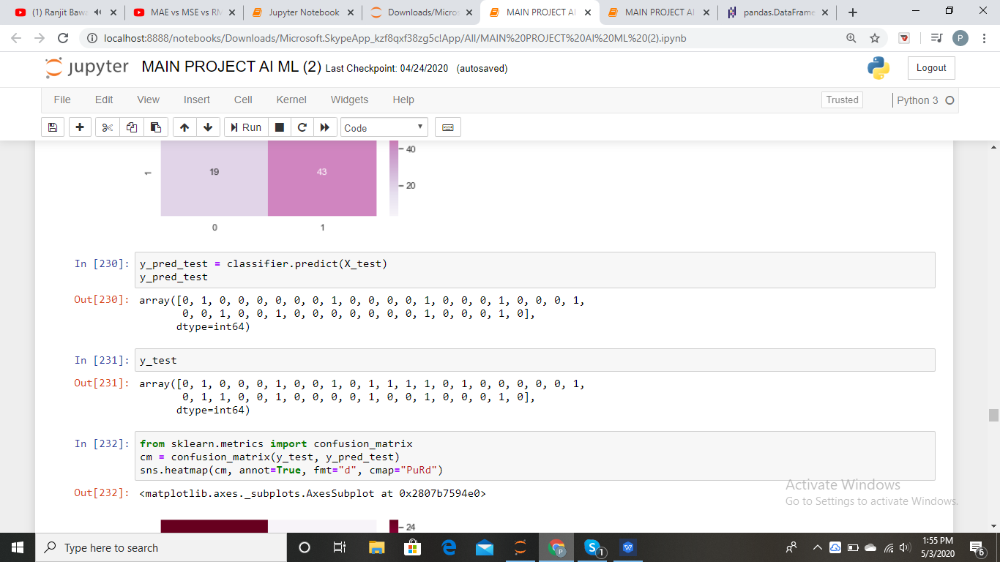 (1) Ranjit Bawa
MAE vs MSE vs RM
Jupyter Notebook
Downloads/Micros
MAIN PROJECT AI
MAIN PROJECT AI
pandas.DataFrame
localhost:8888/notebooks/Downloads/Microsoft.SkypeApp_kzf8qxf38zg5c!App/All/MAIN%20PROJECT%20AI%20ML%20(2).ipynb
P
jupyter MAIN PROJECT AI ML (2) Last Checkpoint: 04/24/2020 (autosaved)
Logout
File Edit View Insert Cell Kernel Widgets Help
Trusted
Python 3
Run
Code
40
19 43
1
20
0 1
In [230]: y_pred_test = classifier.predict(X_test)
y_pred_test
Out[230]: array([0, 1, 0, 0, 0, 0, 0, 0, 1, 0, 0, 0, 0, 1, 0, 0, 0, 1, 0, 0, 0, 1,
0, 0, 1, 0, 0, 1, 0, 0, 0, 0, 0, 0, 0, 1, 0, 0, 0, 1, 0],
dtype=int64)
In [231]: y_test
Out[231]: array([0, 1, 0, 0, 0, 1, 0, 0, 1, 0, 1, 1, 1, 1, 0, 1, 0, 0, 0, 0, 0, 1,
0, 1, 1, 0, 0, 1, 0, 0, 0, 0, 1, 0, 0, 1, 0, 0, 0, 1, 0],
dtype=int64)
In [232]: from sklearn.metrics import confusion_matrix
cm = confusion_matrix(y_test, y_pred_test)
sns.heatmap(cm, annot=True, fmt="d", cmap="PuRd")
Out[232]: <matplotlib.axes._subplots.AxesSubplot at 0x2807b7594e0>
24
Activate Windows
Go to Settings to activate Windows.
Type here to search
1
1:55 PM
5/3/2020
6